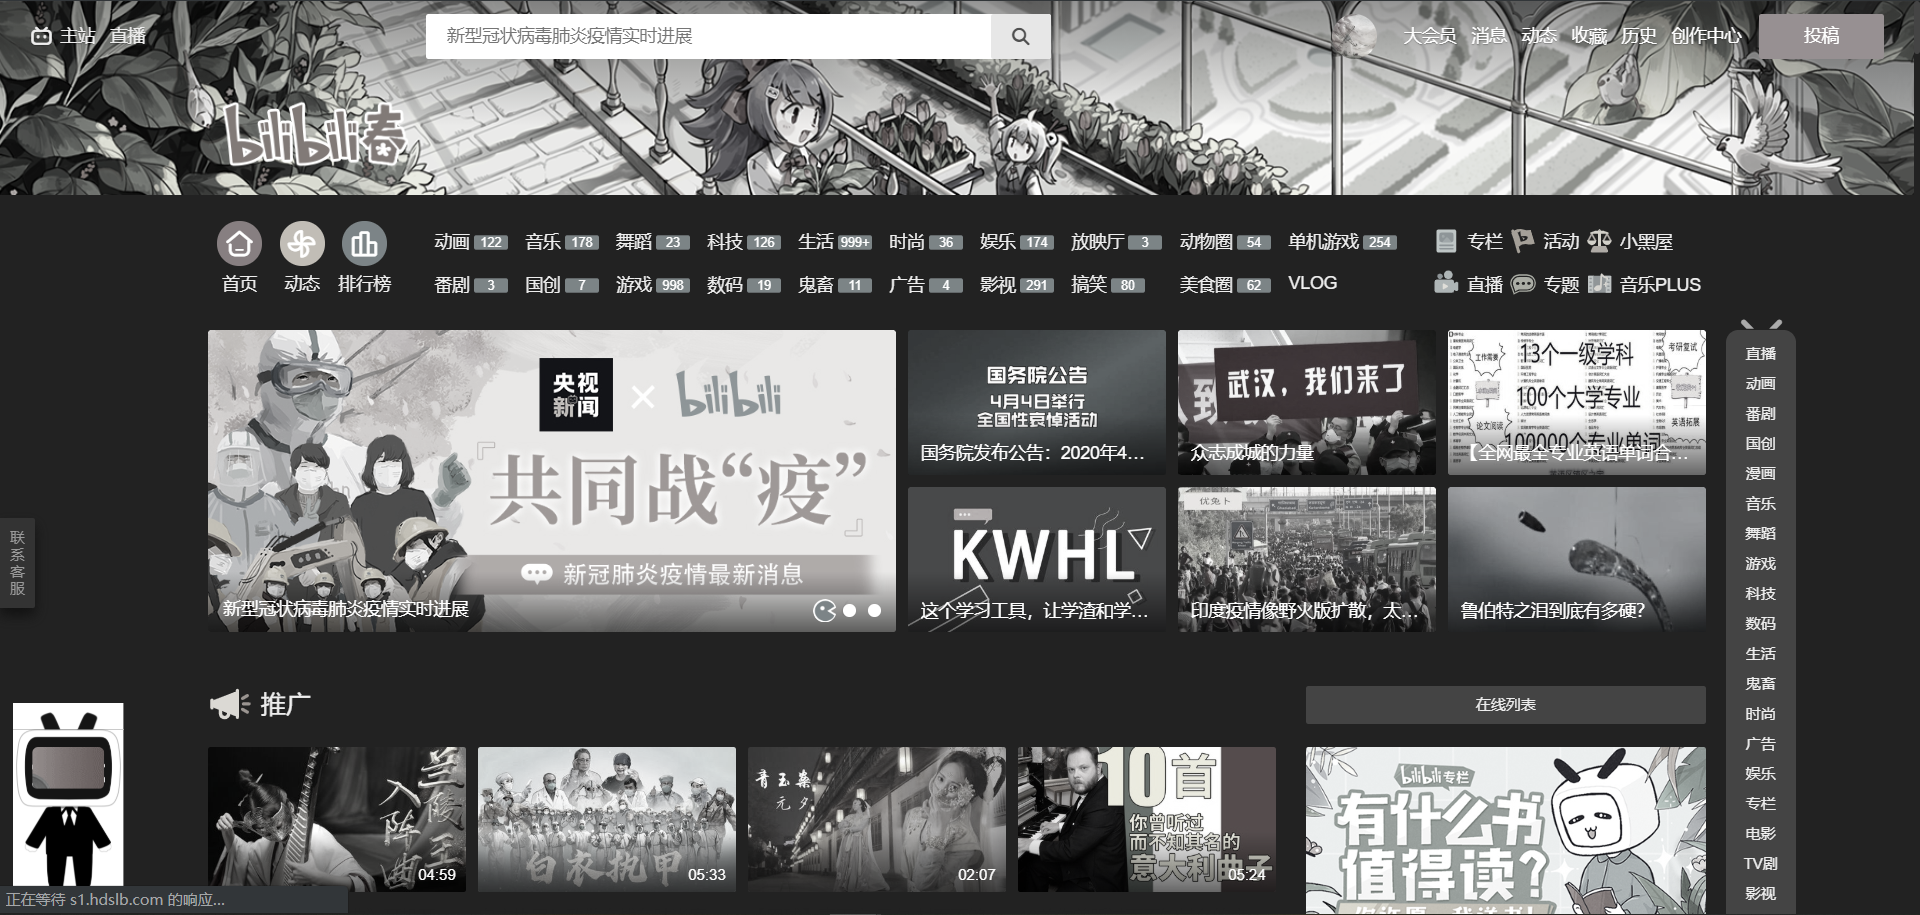 主站 直播
新型冠状病毒肺炎疫情实时进展
大会员 消息 动态 收藏 历史 创作中心 投稿
bilibili春
首页 动态 排行榜
动画 122 音乐 178 舞蹈 23 科技 126 生活 999+ 时尚 36 娱乐 174 放映厅 3 动物圈 54 单机游戏 254
番剧 3 国创 7 游戏 998 数码 19 鬼畜 11 广告 4 影视 291 搞笑 80 美食圈 62 VLOG
专栏 活动 小黑屋
直播 专题 音乐PLUS
央视新闻 × bilibili
共同战“疫”
新冠肺炎疫情最新消息
新型冠状病毒肺炎疫情实时进展
国务院公告
4月4日举行
全国性哀悼活动
国务院发布公告：2020年4...
武汉，我们来了
众志成城的力量
13个一级学科
100个大学专业
100000个专业单词
工作需要
考研复试
论文阅读
英语拓展
【全网最全专业英语单词合...
KWHL
这个学习工具，让学渣和学...
优兔卜
印度疫情像野火版扩散，太...
鲁伯特之泪到底有多硬?
联系客服
推广
在线列表
兰陵王
入阵曲
04:59
白衣执甲
05:33
青玉案
元夕
02:07
10首
你曾听过
而不知其名的
意大利曲子
05:24
bilibili专栏
有什么书
值得读?
直播
动画
番剧
国创
漫画
音乐
舞蹈
游戏
科技
数码
生活
鬼畜
时尚
广告
娱乐
专栏
电影
TV剧
影视
正在等待 s1.hdslb.com 的响应...